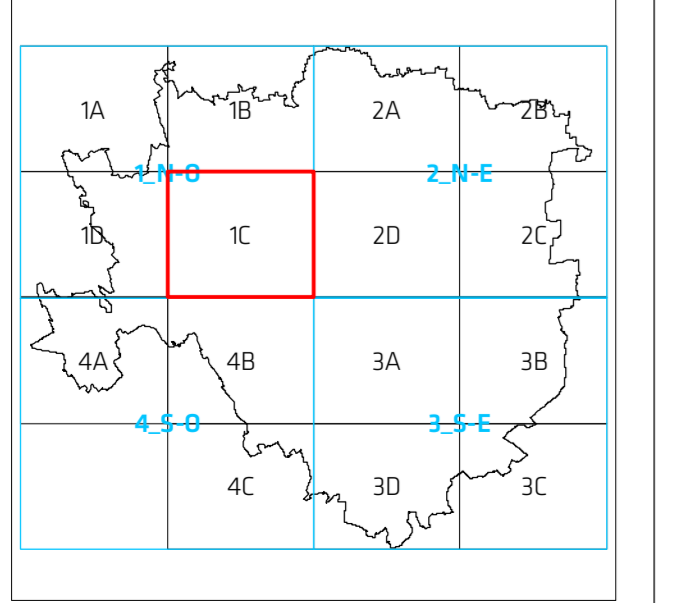 1A 1B 2A 2B
1_N-O 2_N-E
1D 1C 2D 2C
4A 4B 3A 3B
4_S-O 3_S-E
4C 3D 3C